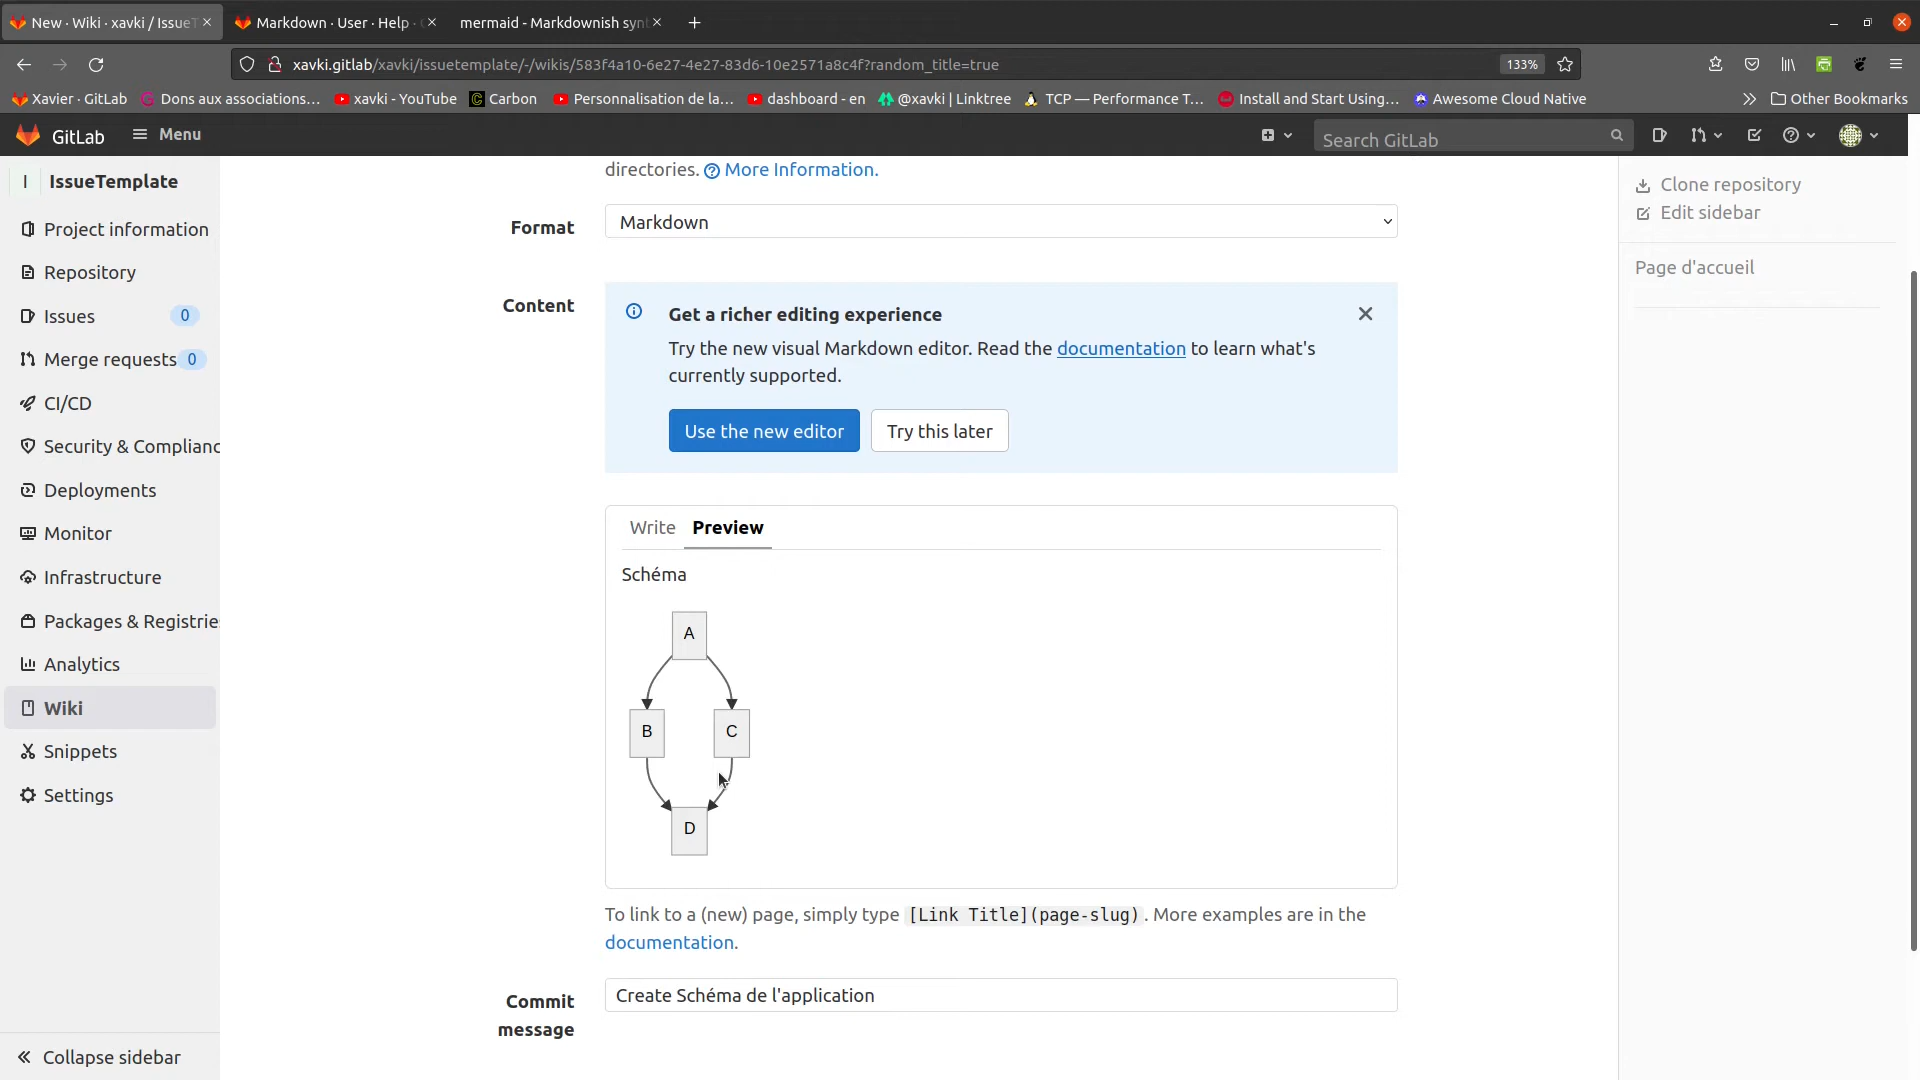 New · Wiki · xavki / IssueT
Markdown · User · Help ·
mermaid - Markdownish syn
xavki.gitlab/xavki/issuetemplate/-/wikis/583f4a10-6e27-4e27-83d6-10e2571a8c4f?random_title=true
133%
Xavier · GitLab
Dons aux associations…
xavki - YouTube
Carbon
Personnalisation de la…
dashboard - en
@xavki | Linktree
TCP — Performance T…
Install and Start Using…
Awesome Cloud Native
Other Bookmarks
GitLab
Menu
Search GitLab
I IssueTemplate
Project information
Repository
Issues 0
Merge requests 0
CI/CD
Security & Complianc
Deployments
Monitor
Infrastructure
Packages & Registrie
Analytics
Wiki
Snippets
Settings
Collapse sidebar
directories. More Information.
Format
Markdown
Content
Get a richer editing experience
Try the new visual Markdown editor. Read the documentation to learn what's
currently supported.
Use the new editor
Try this later
Write Preview
Schéma
A
B
C
D
To link to a (new) page, simply type [Link Title](page-slug). More examples are in the
documentation.
Commit
message
Create Schéma de l'application
Clone repository
Edit sidebar
Page d'accueil